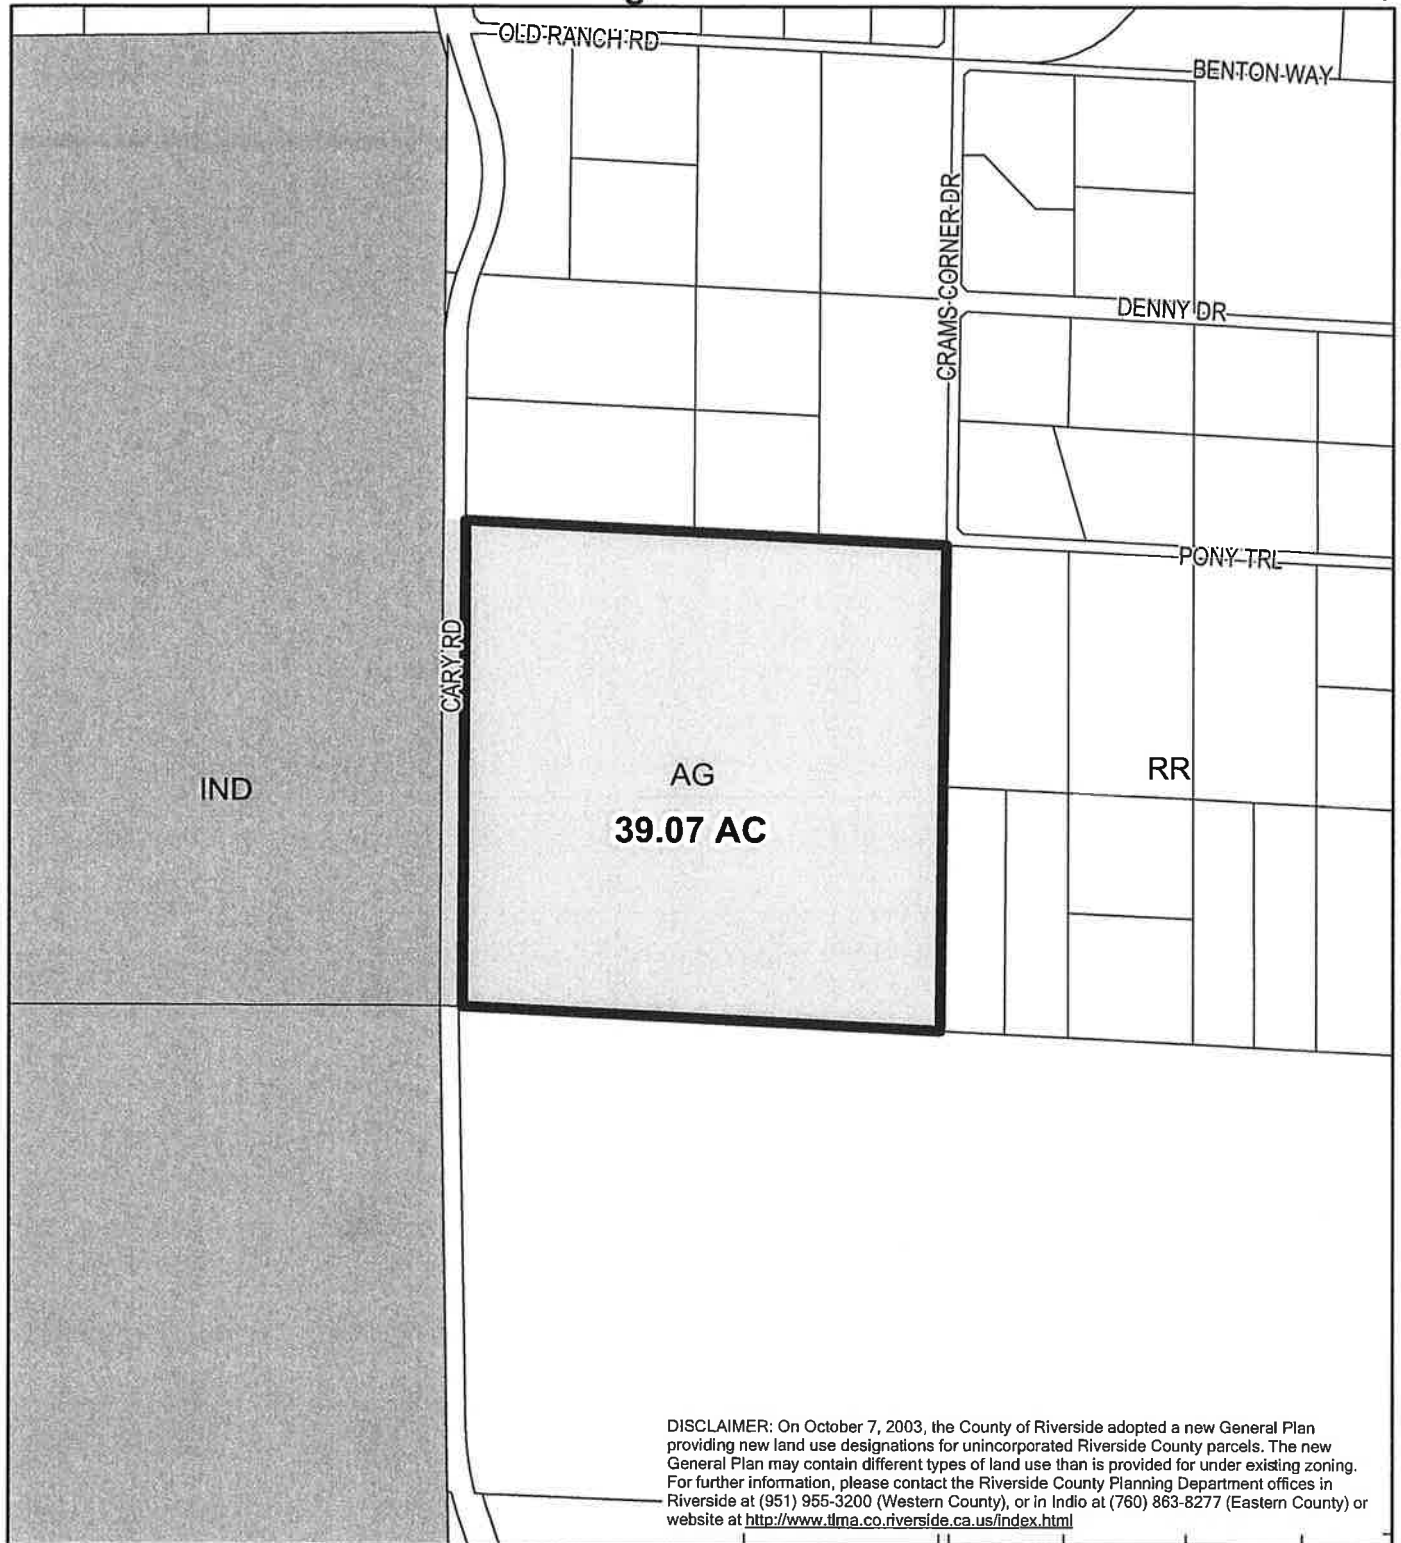 OLD RANCH RD
BENTON WAY
CRAMS CORNER DR
DENNY DR
PONY TRL
CARY RD
IND
AG
RR
39.07 AC
DISCLAIMER: On October 7, 2003, the County of Riverside adopted a new General Plan
providing new land use designations for unincorporated Riverside County parcels. The new
General Plan may contain different types of land use than is provided for under existing zoning.
For further information, please contact the Riverside County Planning Department offices in
Riverside at (951) 955-3200 (Western County), or in Indio at (760) 863-8277 (Eastern County) or
website at http://www.tlma.co.riverside.ca.us/index.html